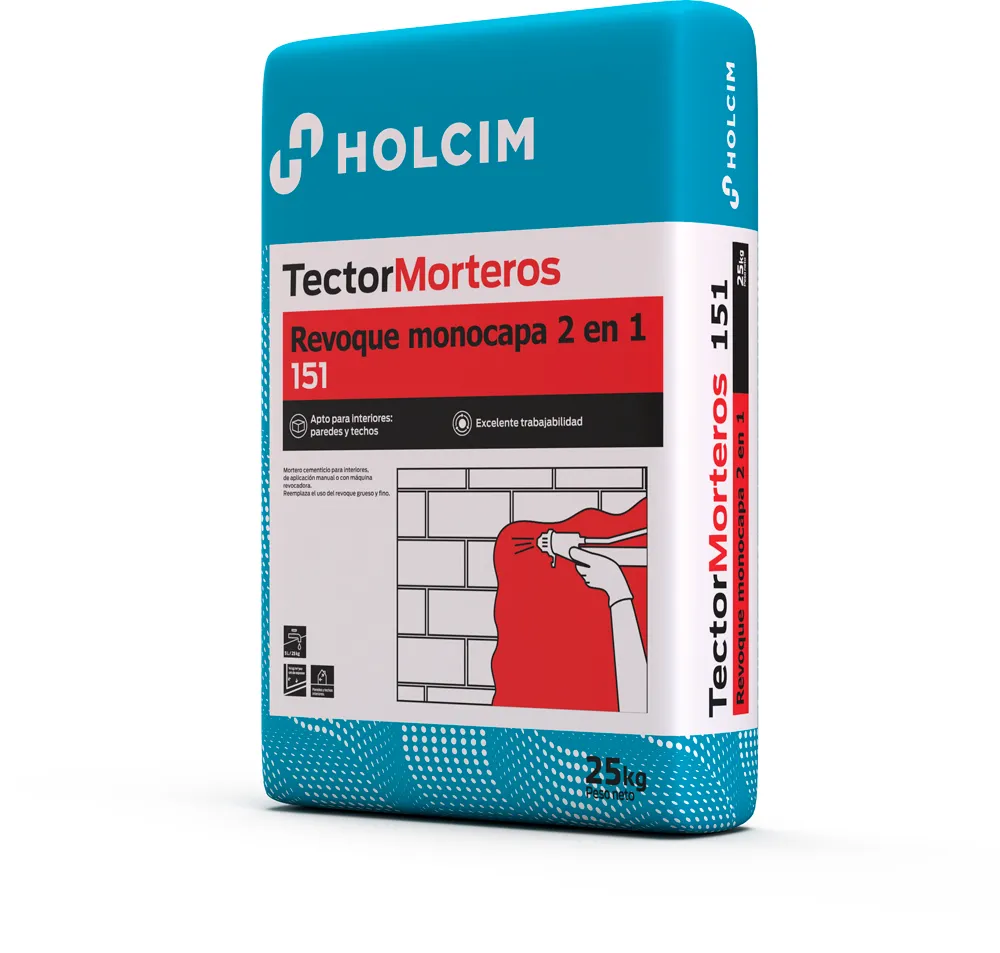 HOLCIM
TectorMorteros
Revoque monocapa 2 en 1
151
Apto para interiores:
paredes y techos
Excelente trabajabilidad
Mortero cementicio para interiores,
de aplicación manual o con máquina
revocadora.
Reemplaza el uso del revoque grueso y fino.
25kg
Peso neto
HOLCIM
TectorMorteros 151
Revoque monocapa 2 en 1
25kg
Peso neto